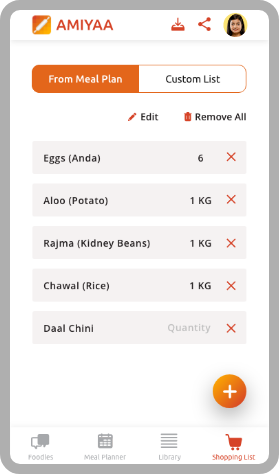 AMIYAA
From Meal Plan Custom List
Edit Remove All
Eggs (Anda) 6
Aloo (Potato) 1 KG
Rajma (Kidney Beans) 1 KG
Chawal (Rice) 1 KG
Daal Chini Quantity
Foodies Meal Planner Library Shopping List